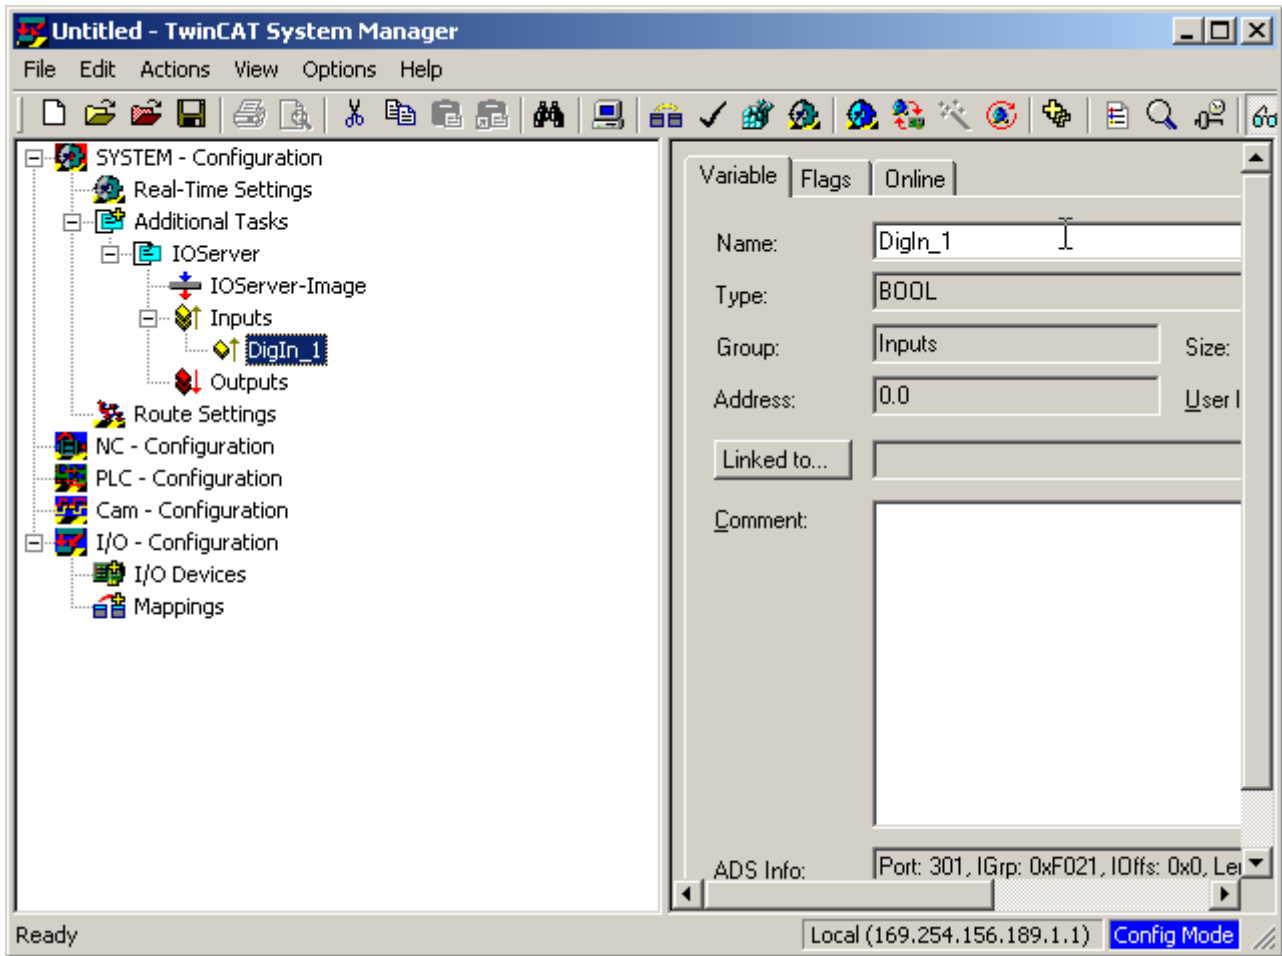 Untitled - TwinCAT System Manager
File Edit Actions View Options Help
SYSTEM - Configuration
Real-Time Settings
Additional Tasks
IOServer
IOServer-Image
Inputs
DigIn_1
Outputs
Route Settings
NC - Configuration
PLC - Configuration
Cam - Configuration
I/O - Configuration
I/O Devices
Mappings
Variable Flags Online
Name: DigIn_1
Type: BOOL
Group: Inputs Size:
Address: 0.0 User I
Linked to...
Comment:
ADS Info: Port: 301, IGrp: 0xF021, IOffs: 0x0, Le
Ready Local (169.254.156.189.1.1) Config Mode